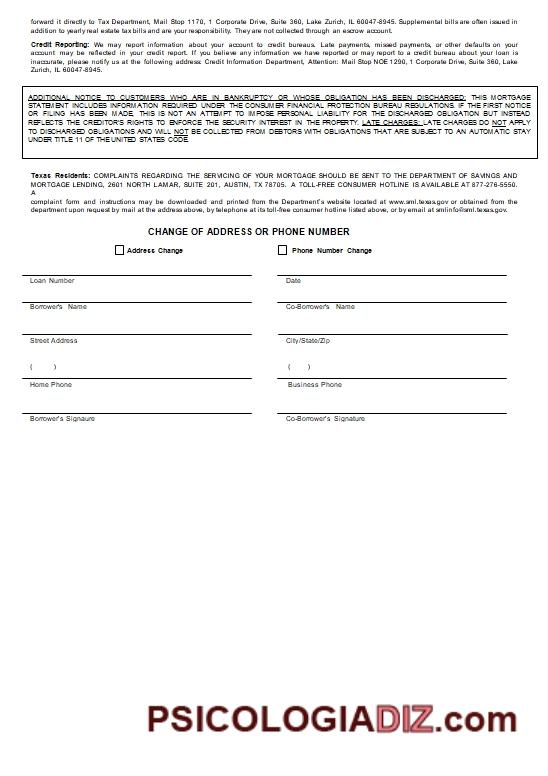 forward it directly to Tax Department, Mail Stop 1170, 1 Corporate Drive, Suite 360, Lake Zurich, IL 60047-8945. Supplemental bills are often issued in
addition to yearly real estate tax bills and are your responsibility. They are not collected through an escrow account.
Credit Reporting: We may report information about your account to credit bureaus. Late payments, missed payments, or other defaults on your
account may be reflected in your credit report. If you believe any information we have reported or may report to a credit bureau about your loan is
inaccurate, please notify us at the following address: Credit Information Department, Attention: Mail Stop NOE 1290, 1 Corporate Drive, Suite 360, Lake
Zurich, IL 60047-8945.
ADDITIONAL NOTICE TO CUSTOMERS WHO ARE IN BANKRUPTCY OR WHOSE OBLIGATION HAS BEEN DISCHARGED: THIS MORTGAGE
STATEMENT INCLUDES INFORMATION REQUIRED UNDER THE CONSUMER FINANCIAL PROTECTION BUREAU REGULATIONS. IF THE FIRST NOTICE
OR FILING HAS BEEN MADE, THIS IS NOT AN ATTEMPT TO IMPOSE PERSONAL LIABILITY FOR THE DISCHARGED OBLIGATION BUT INSTEAD
REFLECTS THE CREDITOR'S RIGHTS TO ENFORCE THE SECURITY INTEREST IN THE PROPERTY. LATE CHARGES: LATE CHARGES DO NOT APPLY
TO DISCHARGED OBLIGATIONS AND WILL NOT BE COLLECTED FROM DEBTORS WITH OBLIGATIONS THAT ARE SUBJECT TO AN AUTOMATIC STAY
UNDER TITLE 11 OF THE UNITED STATES CODE
Texas Residents: COMPLAINTS REGARDING THE SERVICING OF YOUR MORTGAGE SHOULD BE SENT TO THE DEPARTMENT OF SAVINGS AND
MORTGAGE LENDING, 2601 NORTH LAMAR, SUITE 201, AUSTIN, TX 78705. A TOLL-FREE CONSUMER HOTLINE IS AVAILABLE AT 877-276-5550.
A
complaint form and instructions may be downloaded and printed from the Department's website located at www.sml.texas.gov or obtained from the
department upon request by mail at the address above, by telephone at its toll-free consumer hotline listed above, or by email at smlinfo@sml.texas.gov.
CHANGE OF ADDRESS OR PHONE NUMBER
Address Change Phone Number Change
Loan Number Date
Borrower's Name Co-Borrower's Name
Street Address City/State/Zip
( ) ( )
Home Phone Business Phone
Borrower's Signaure Co-Borrower's Signature
PSICOLOGIADIZ.com